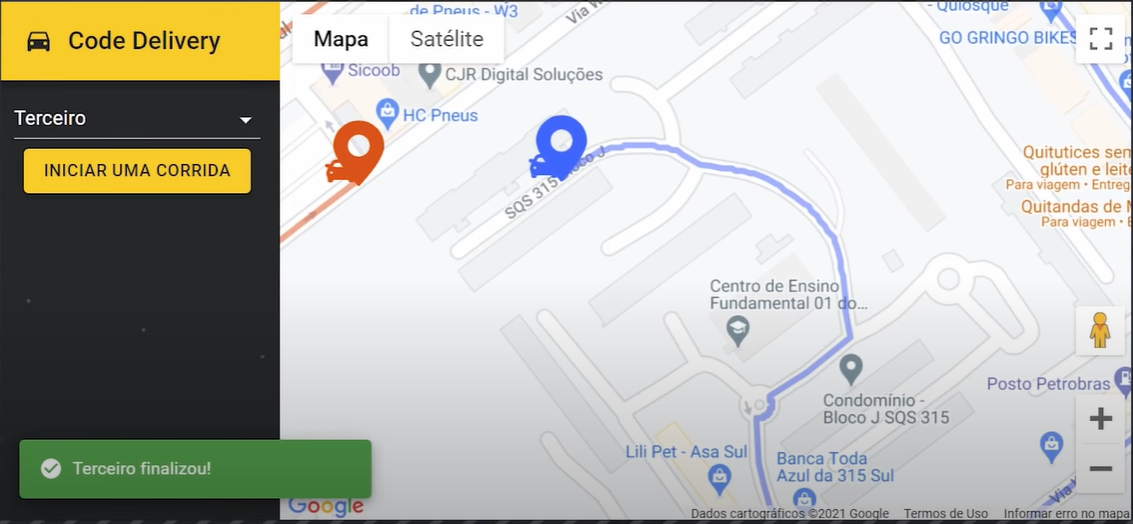 Code Delivery
Terceiro
INICIAR UMA CORRIDA
Terceiro finalizou!
Mapa
Satélite
de Pneus - W3
- Quiosque
GO GRINGO BIKES
Sicoob
CJR Digital Soluções
HC Pneus
SQS 315 Bloco J
Quitutices sem
glúten e leite
Para viagem • Entreg
Quitandas de M
Para viagem •
Centro de Ensino
Fundamental 01 do...
Posto Petrobras
Condomínio -
Bloco J SQS 315
Lili Pet - Asa Sul
Banca Toda
Azul da 315 Sul
Google
Dados cartográficos ©2021 Google
Termos de Uso
Informar erro no mapa